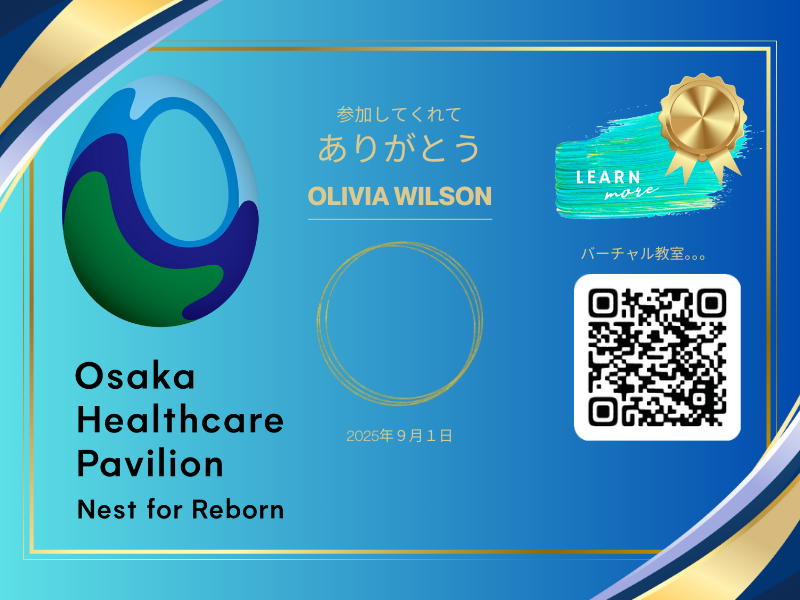 参加してくれて
ありがとう
OLIVIA WILSON
2025年９月１日
Osaka
Healthcare
Pavilion
Nest for Reborn
LEARN
more
バーチャル教室。。。